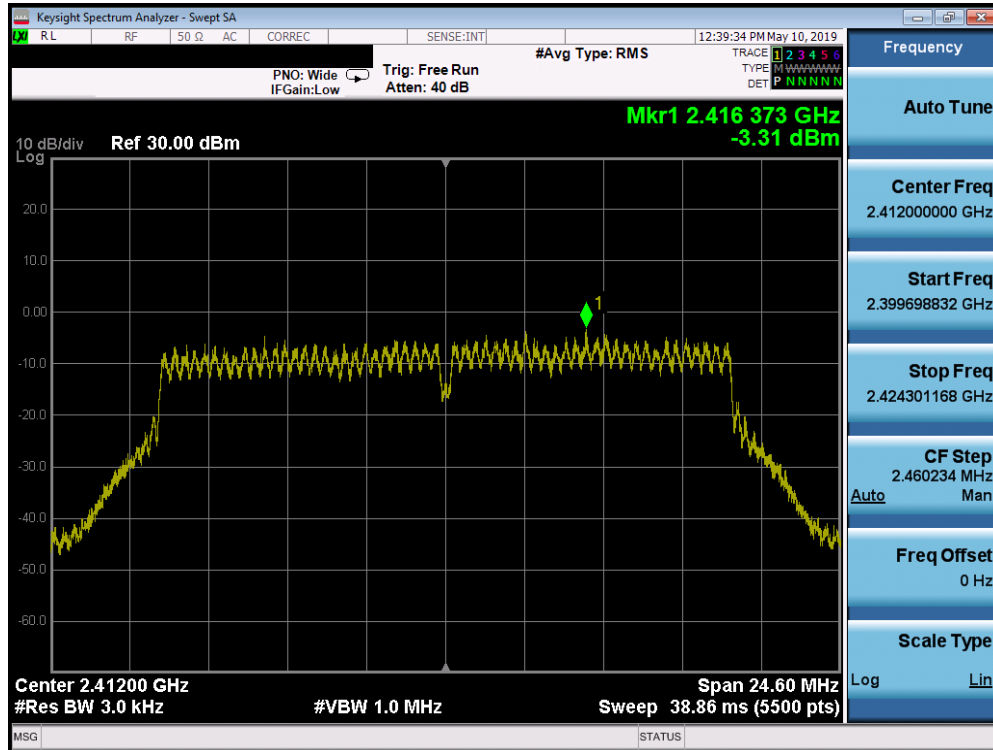 Keysight Spectrum Analyzer - Swept SA
LXI RL RF 50 Ω AC CORREC SENSE:INT 12:39:34 PM May 10, 2019
#Avg Type: RMS
TRACE 1 2 3 4 5 6
TYPE M WWWWW
DET P N N N N N
PNO: Wide
IFGain:Low
Trig: Free Run
Atten: 40 dB
Mkr1 2.416 373 GHz
-3.31 dBm
10 dB/div Ref 30.00 dBm
Log
20.0
10.0
0.00
-10.0
-20.0
-30.0
-40.0
-50.0
-60.0
1
Center 2.41200 GHz
Span 24.60 MHz
#Res BW 3.0 kHz
#VBW 1.0 MHz
Sweep 38.86 ms (5500 pts)
MSG
STATUS
Frequency
Auto Tune
Center Freq
2.412000000 GHz
Start Freq
2.399698832 GHz
Stop Freq
2.424301168 GHz
CF Step
2.460234 MHz
Auto Man
Freq Offset
0 Hz
Scale Type
Log Lin